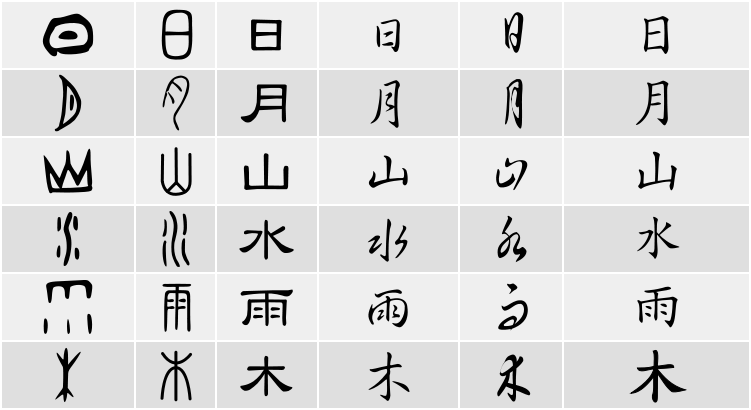 日 日 日 日 日 日
月 月 月 月 月 月
山 山 山 山 山 山
水 水 水 水 水 水
雨 雨 雨 雨 雨 雨
木 木 木 木 木 木